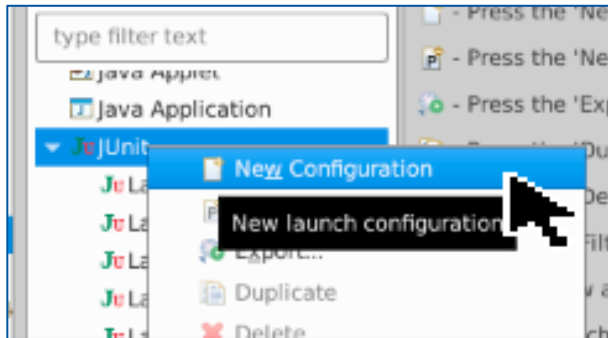 type filter text
Java Applet
Java Application
JUnit
New Configuration
New launch configuration
Export...
Duplicate
Delete
- Press the 'Ne
- Press the 'Ne
- Press the 'Exp